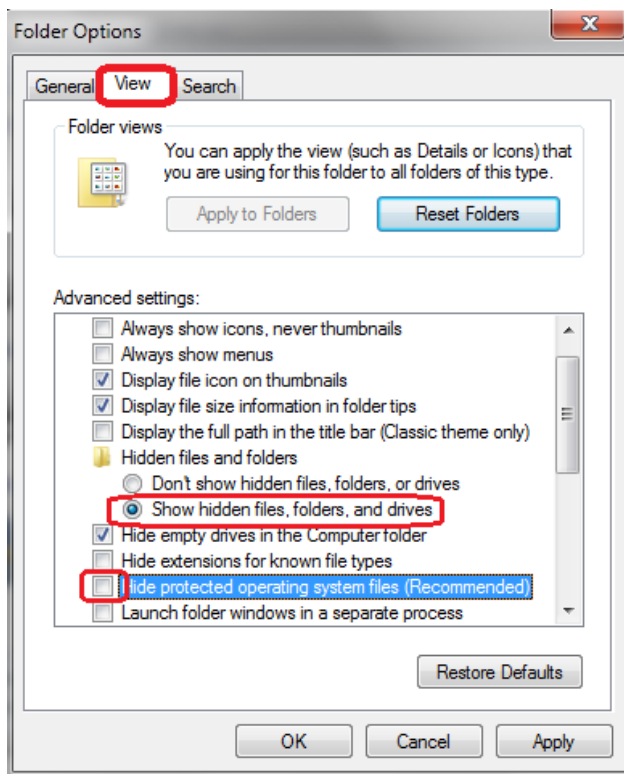 Folder Options
General
View
Search
Folder views
You can apply the view (such as Details or Icons) that
you are using for this folder to all folders of this type.
Apply to Folders
Reset Folders
Advanced settings:
Always show icons, never thumbnails
Always show menus
Display file icon on thumbnails
Display file size information in folder tips
Display the full path in the title bar (Classic theme only)
Hidden files and folders
Don't show hidden files, folders, or drives
Show hidden files, folders, and drives
Hide empty drives in the Computer folder
Hide extensions for known file types
Hide protected operating system files (Recommended)
Launch folder windows in a separate process
Restore Defaults
OK
Cancel
Apply